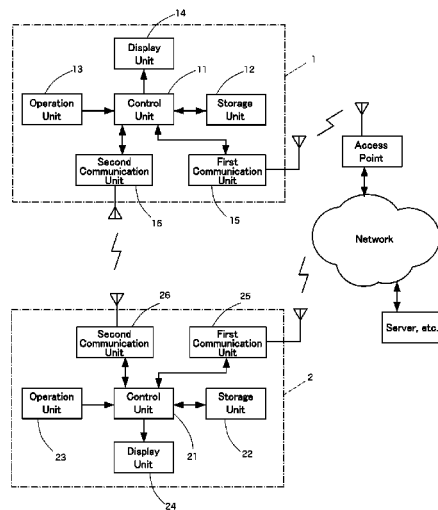 14
Display
Unit
13
11
12
1
Operation
Unit
Control
Unit
Storage
Unit
Second
Communication
Unit
First
Communication
Unit
Access
Point
16
15
Network
26
25
Second
Communication
Unit
First
Communication
Unit
Server, etc.
2
Operation
Unit
Control
Unit
Storage
Unit
23
21
22
Display
Unit
24